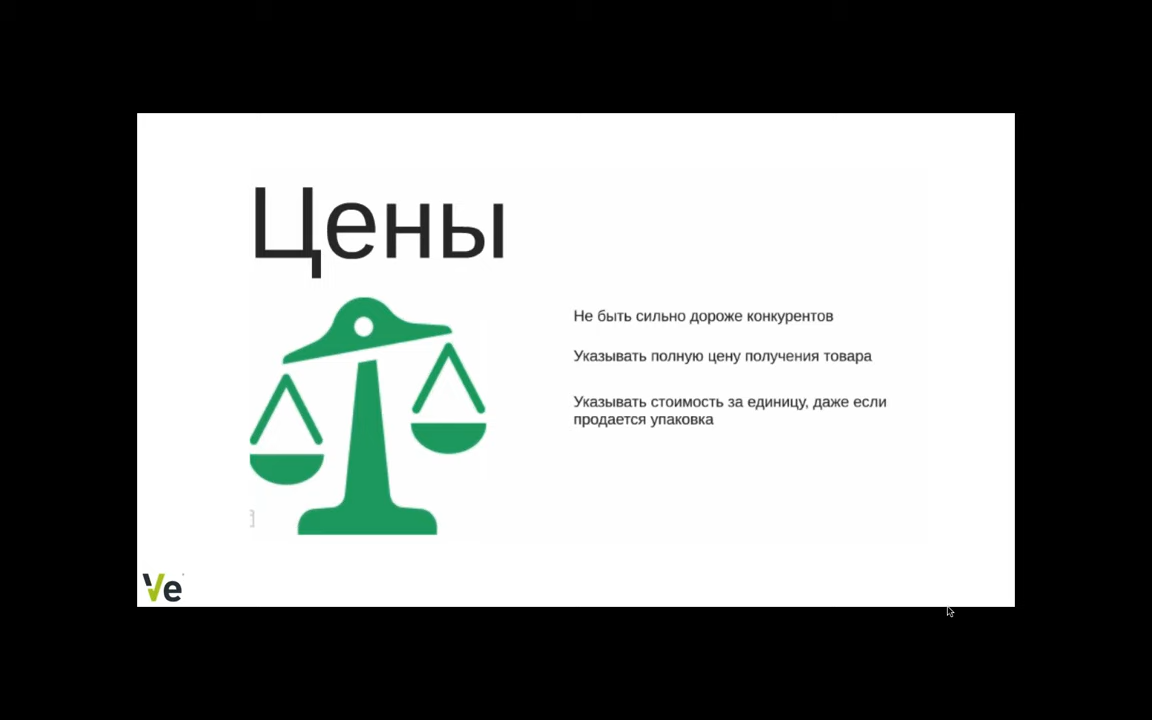 Цены
Не быть сильно дороже конкурентов
Указывать полную цену получения товара
Указывать стоимость за единицу, даже если
продается упаковка
Ve